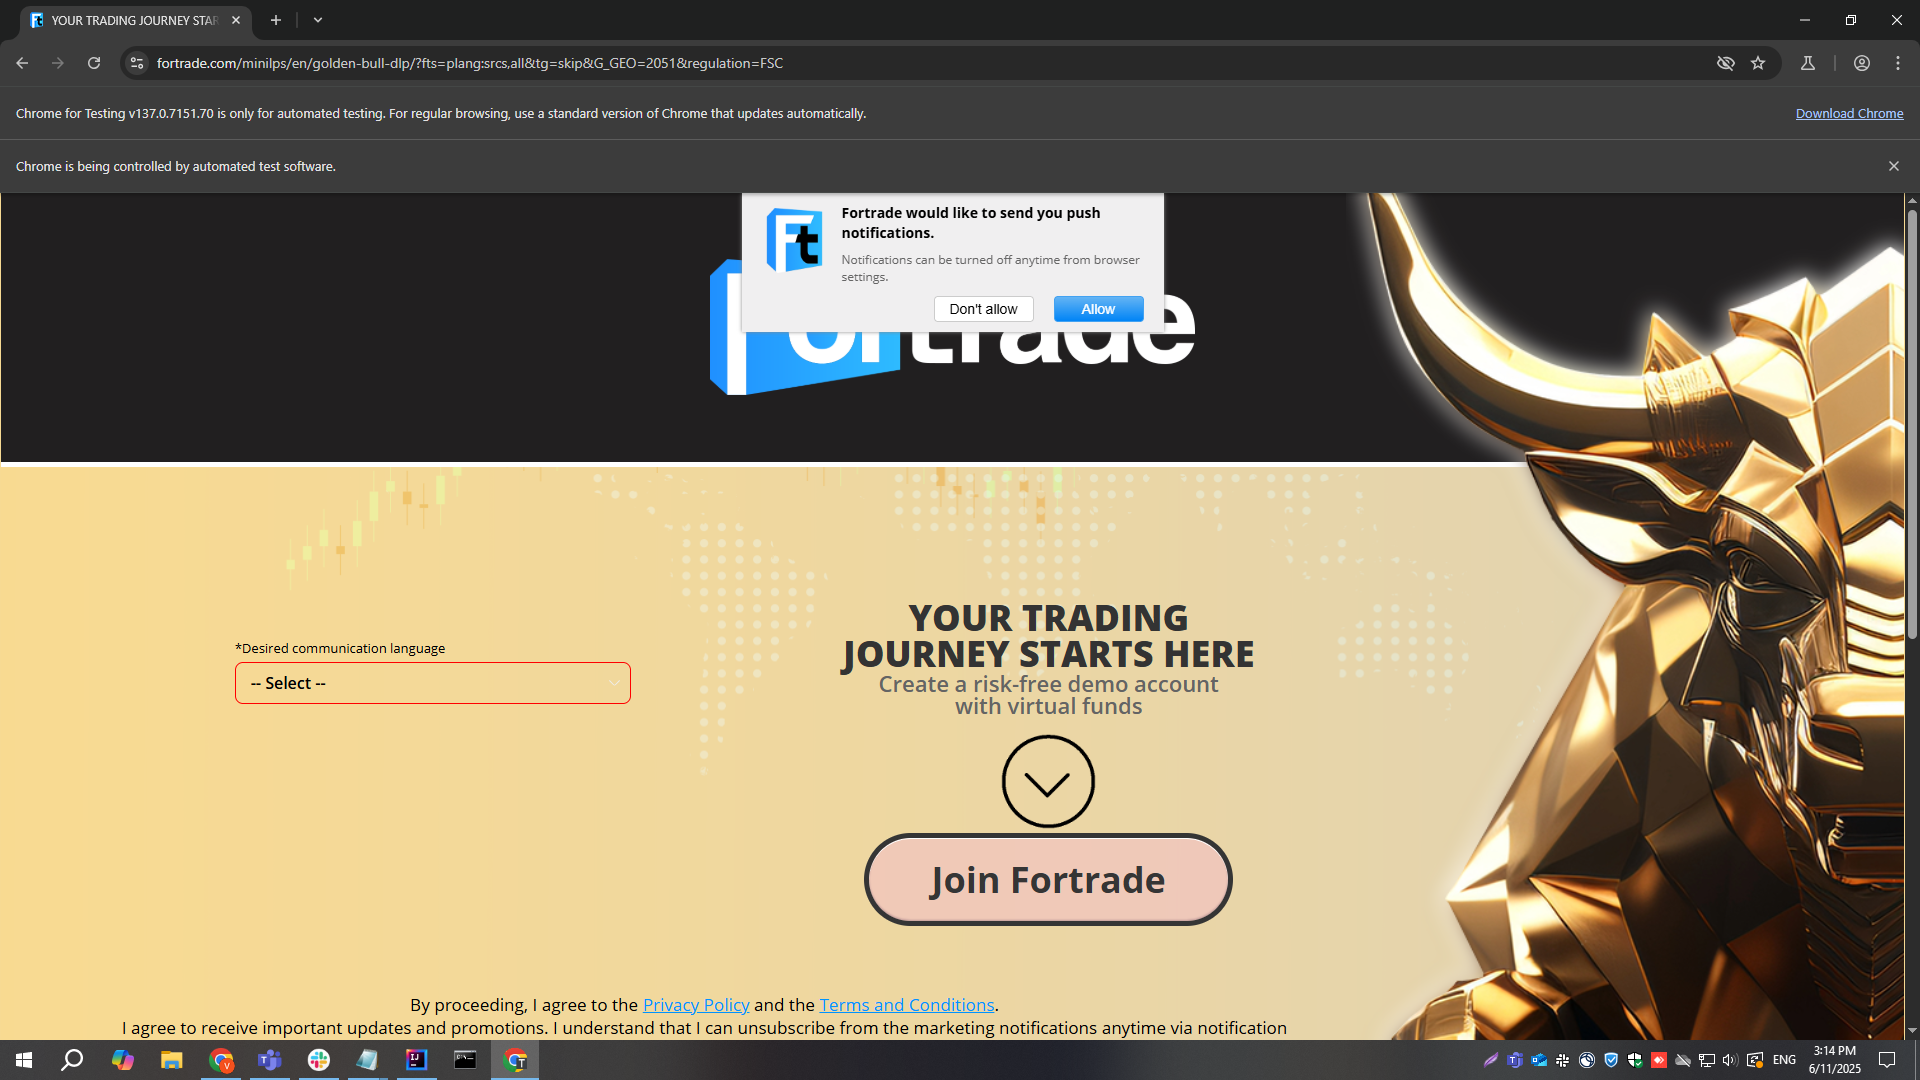 YOUR TRADING JOURNEY STAR
fortrade.com/minilps/en/golden-bull-dlp/?fts=plang:srcs,all&tg=skip&G_GEO=2051&regulation=FSC
Chrome for Testing v137.0.7151.70 is only for automated testing. For regular browsing, use a standard version of Chrome that updates automatically.
Download Chrome
Chrome is being controlled by automated test software.
Ft
Fortrade would like to send you push
notifications.
Notifications can be turned off anytime from browser
settings.
Don't allow
Allow
Fortrade
*Desired communication language
-- Select --
YOUR TRADING
JOURNEY STARTS HERE
Create a risk-free demo account
with virtual funds
Join Fortrade
By proceeding, I agree to the Privacy Policy and the Terms and Conditions.
I agree to receive important updates and promotions. I understand that I can unsubscribe from the marketing notifications anytime via notification
ENG
3:14 PM
6/11/2025